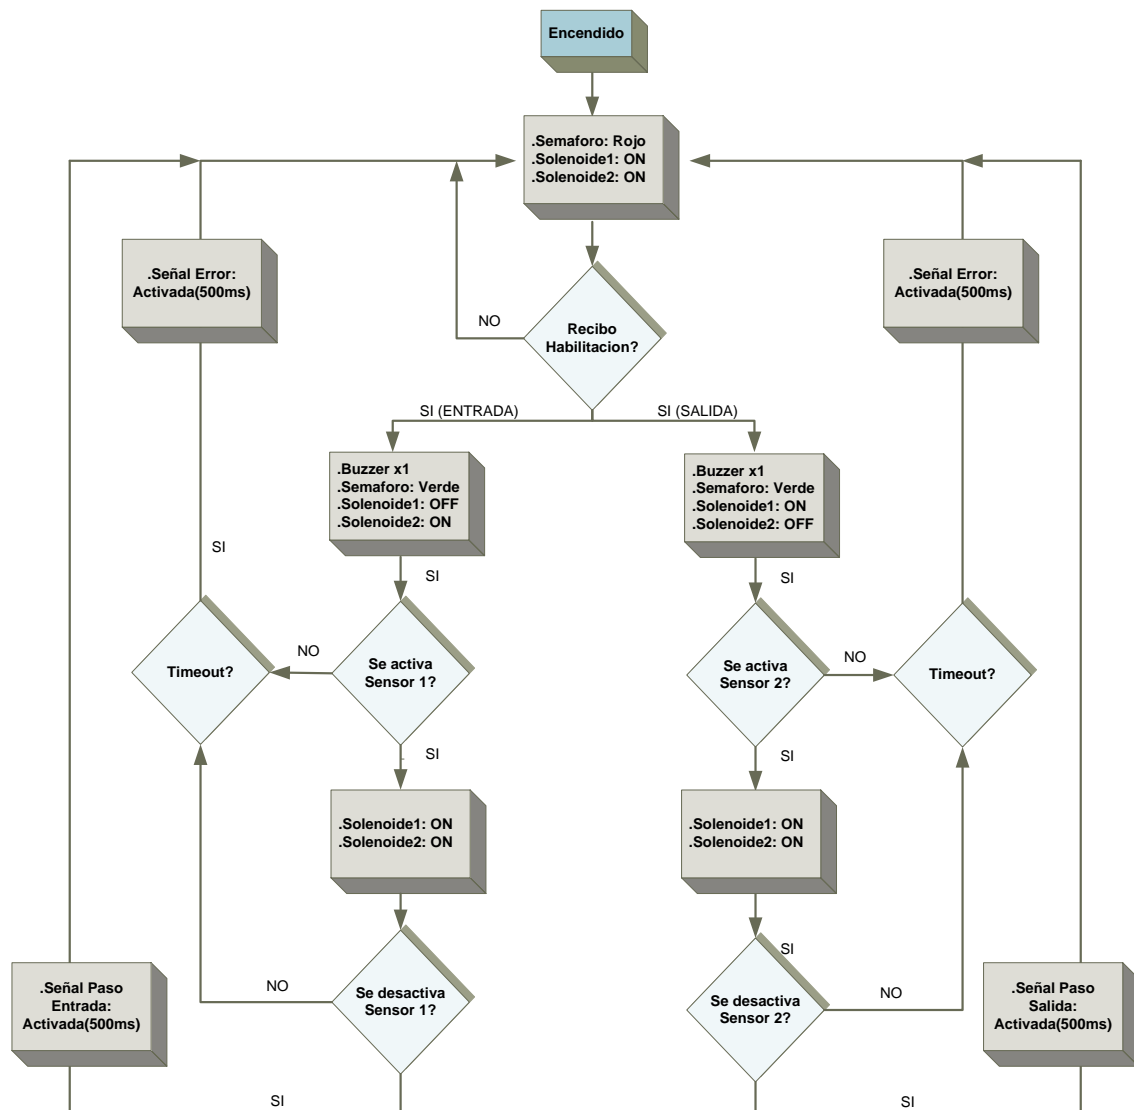 Encendido
.Semaforo: Rojo
.Solenoide1: ON
.Solenoide2: ON
.Señal Error:
Activada(500ms)
.Señal Error:
Activada(500ms)
NO
Recibo
Habilitacion?
SI (ENTRADA)
SI (SALIDA)
.Buzzer x1
.Semaforo: Verde
.Solenoide1: OFF
.Solenoide2: ON
.Buzzer x1
.Semaforo: Verde
.Solenoide1: ON
.Solenoide2: OFF
SI
SI
SI
Timeout?
NO
Se activa
Sensor 1?
Se activa
Sensor 2?
NO
Timeout?
SI
SI
.Solenoide1: ON
.Solenoide2: ON
.Solenoide1: ON
.Solenoide2: ON
SI
.Señal Paso
Entrada:
Activada(500ms)
NO
Se desactiva
Sensor 1?
Se desactiva
Sensor 2?
NO
.Señal Paso
Salida:
Activada(500ms)
SI
SI